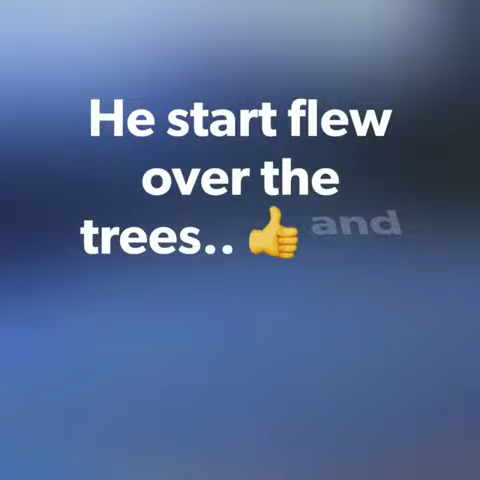 He start flew
over the
trees.. 👍 and